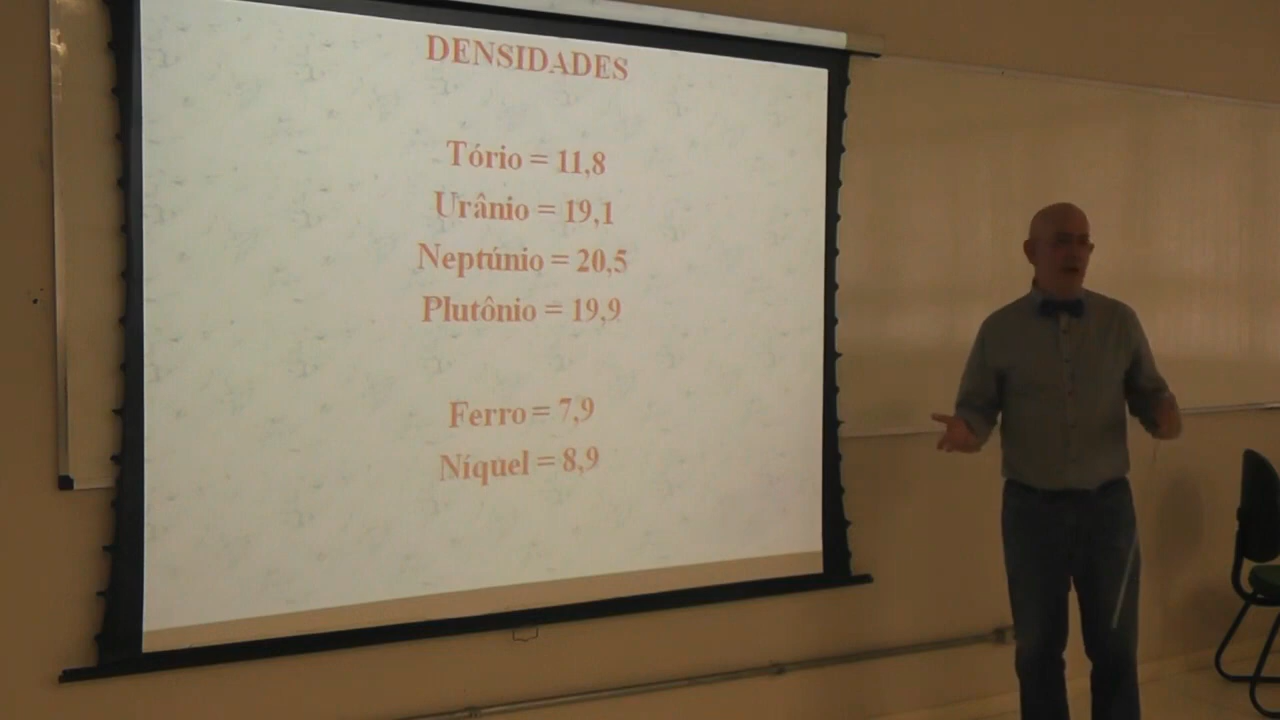 DENSIDADES
Tório = 11,8
Urânio = 19,1
Neptúnio = 20,5
Plutônio = 19,9
Ferro = 7,9
Níquel = 8,9